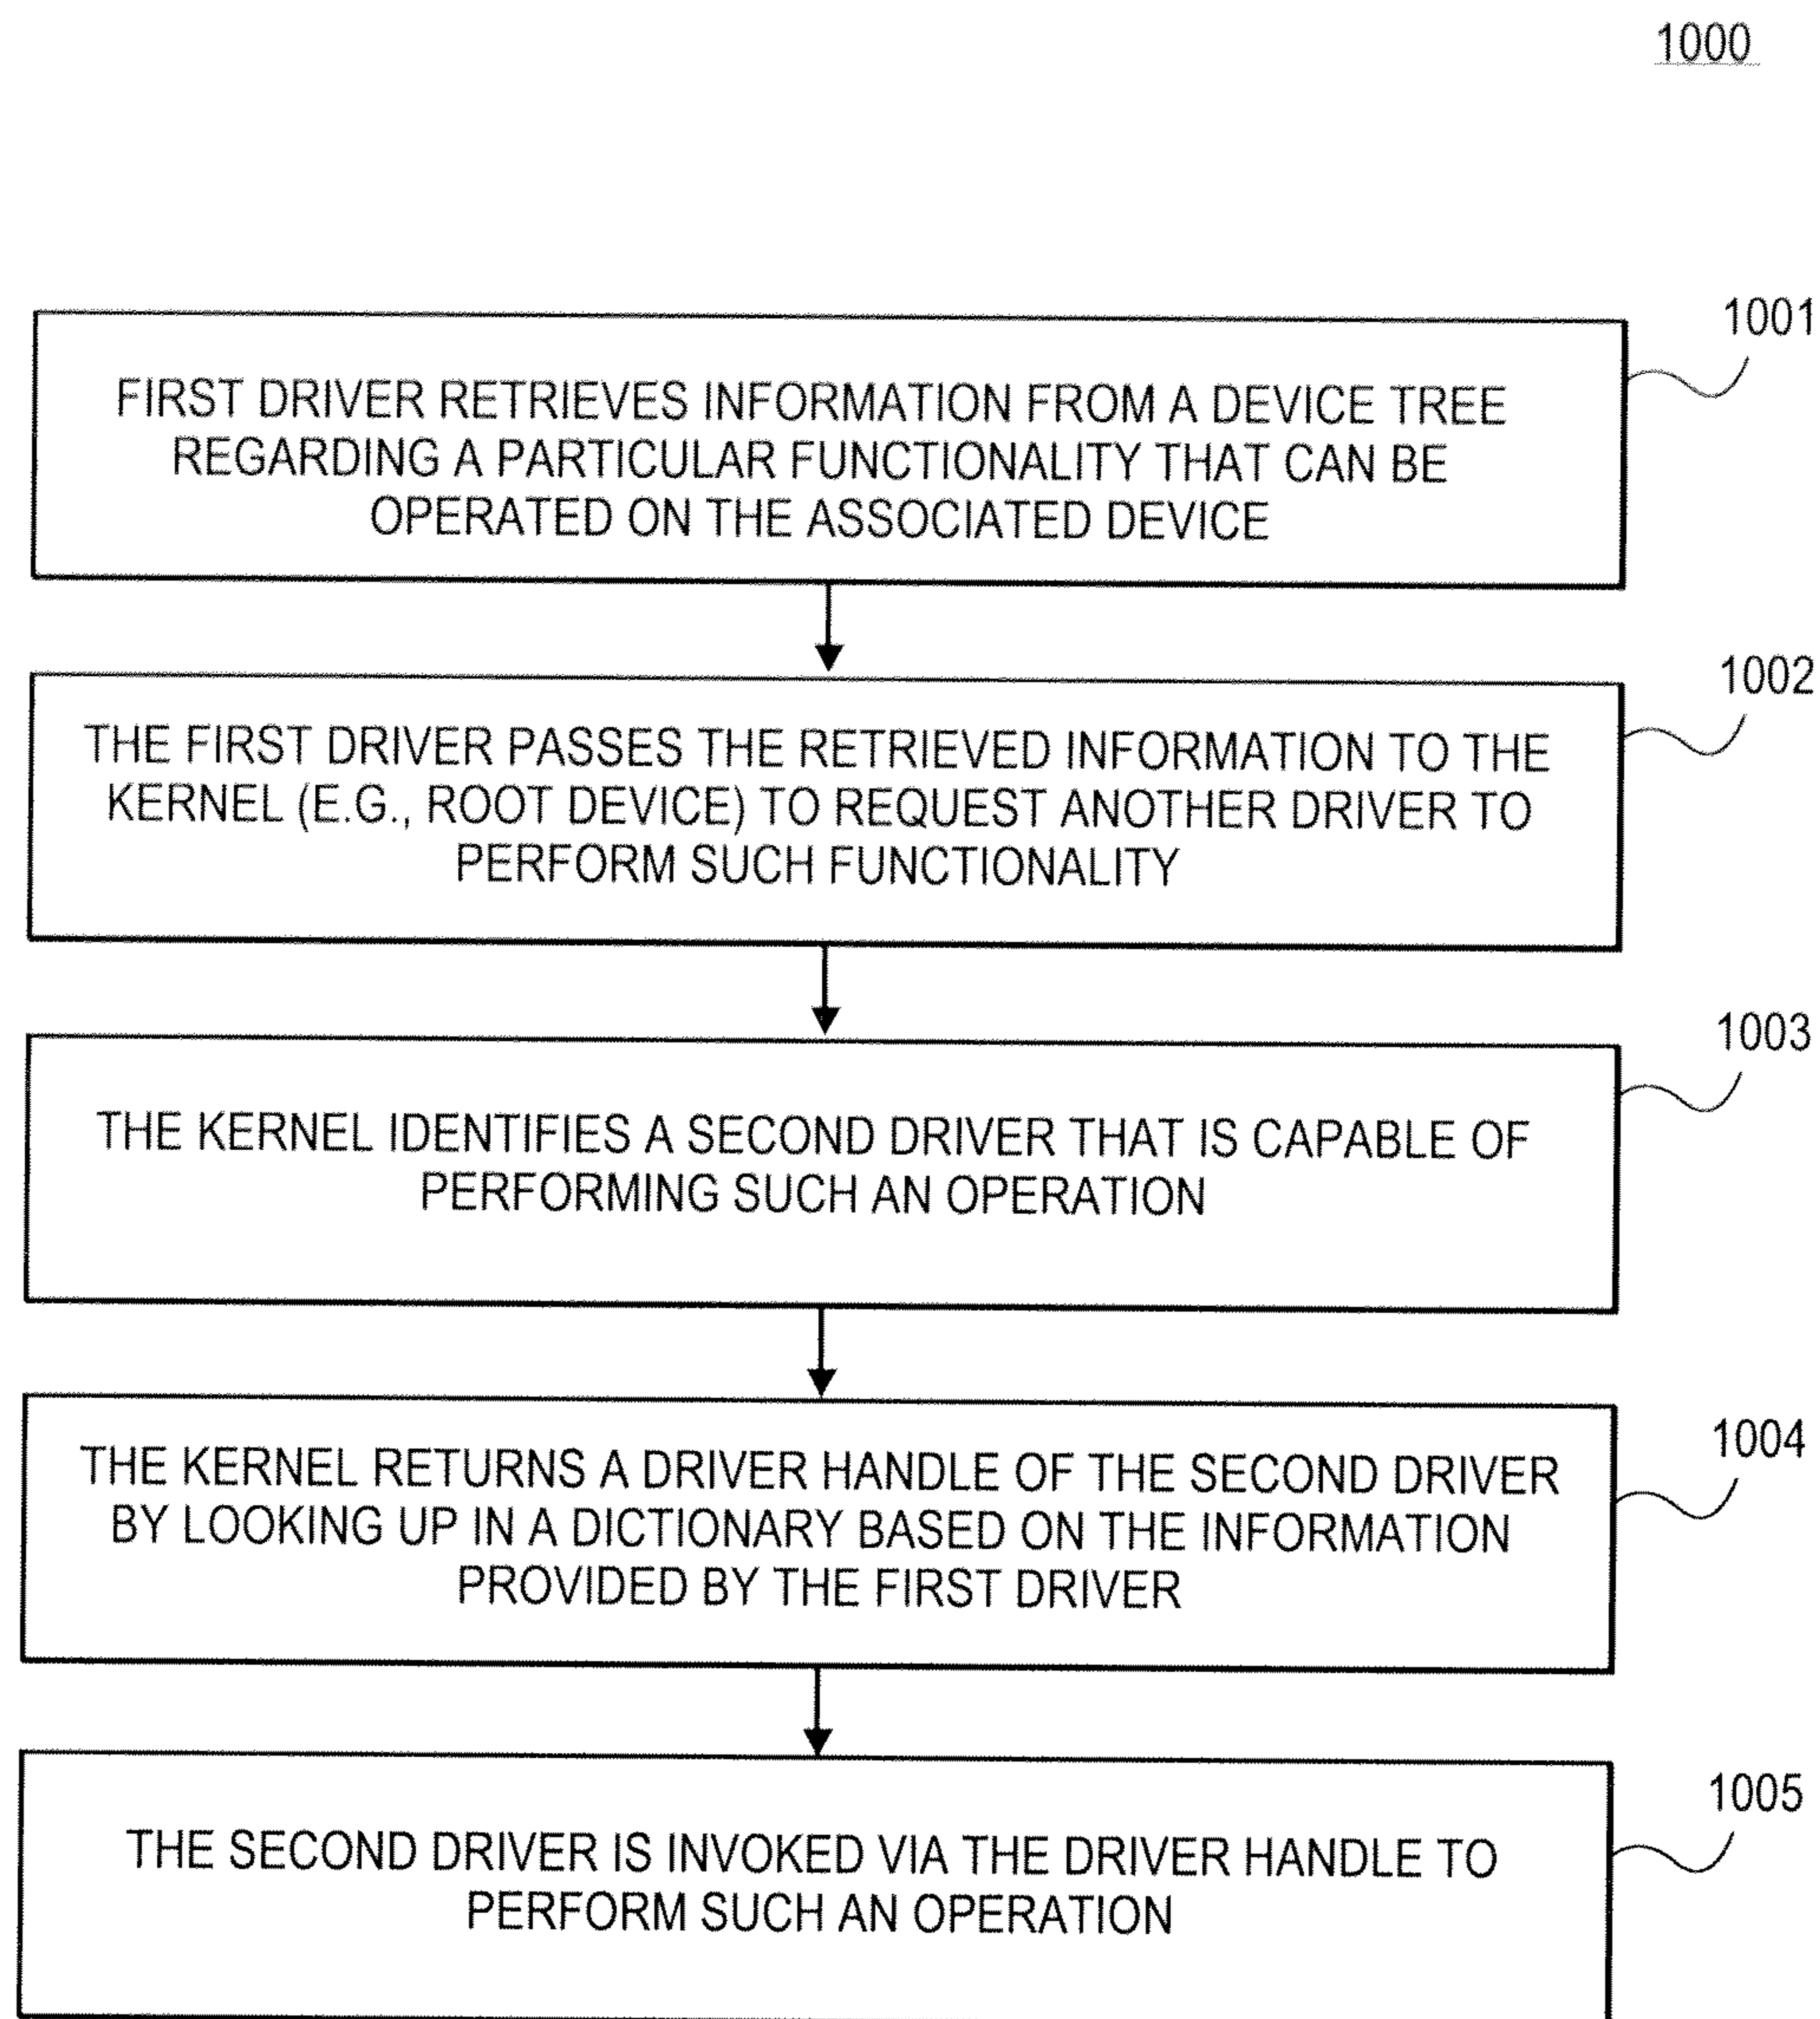 1000
1001
FIRST DRIVER RETRIEVES INFORMATION FROM A DEVICE TREE
REGARDING A PARTICULAR FUNCTIONALITY THAT CAN BE
OPERATED ON THE ASSOCIATED DEVICE
1002
THE FIRST DRIVER PASSES THE RETRIEVED INFORMATION TO THE
KERNEL (E.G., ROOT DEVICE) TO REQUEST ANOTHER DRIVER TO
PERFORM SUCH FUNCTIONALITY
1003
THE KERNEL IDENTIFIES A SECOND DRIVER THAT IS CAPABLE OF
PERFORMING SUCH AN OPERATION
1004
THE KERNEL RETURNS A DRIVER HANDLE OF THE SECOND DRIVER
BY LOOKING UP IN A DICTIONARY BASED ON THE INFORMATION
PROVIDED BY THE FIRST DRIVER
1005
THE SECOND DRIVER IS INVOKED VIA THE DRIVER HANDLE TO
PERFORM SUCH AN OPERATION